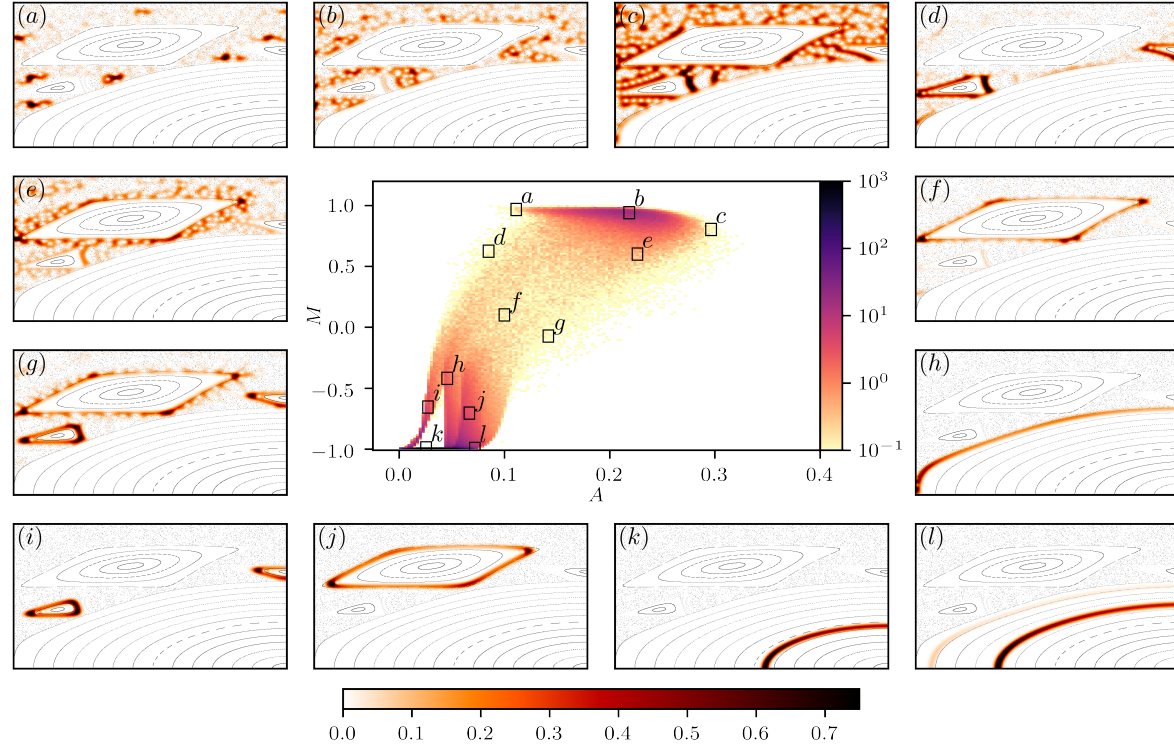 (a)
(b)
(c)
(d)
(e)
(f)
(g)
(h)
(i)
(j)
(k)
(l)
M
1.0
0.5
0.0
−0.5
−1.0
a
b
c
d
e
f
g
h
i
j
k
l
0.0 0.1 0.2 0.3 0.4
A
10³
10²
10¹
10⁰
10⁻¹
0.0 0.1 0.2 0.3 0.4 0.5 0.6 0.7